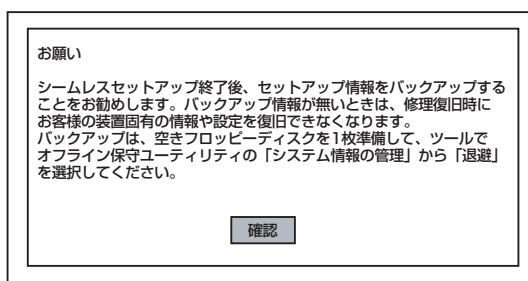 お願い
シームレスセットアップ終了後、セットアップ情報をバックアップする
ことをお勧めします。バックアップ情報が無いときは、修理復旧時に
お客様の装置固有の情報や設定を復旧できなくなります。
バックアップは、空きフロッピーディスクを1枚準備して、ツールで
オフライン保守ユーティリティの「システム情報の管理」から「退避」
を選択してください。
確認